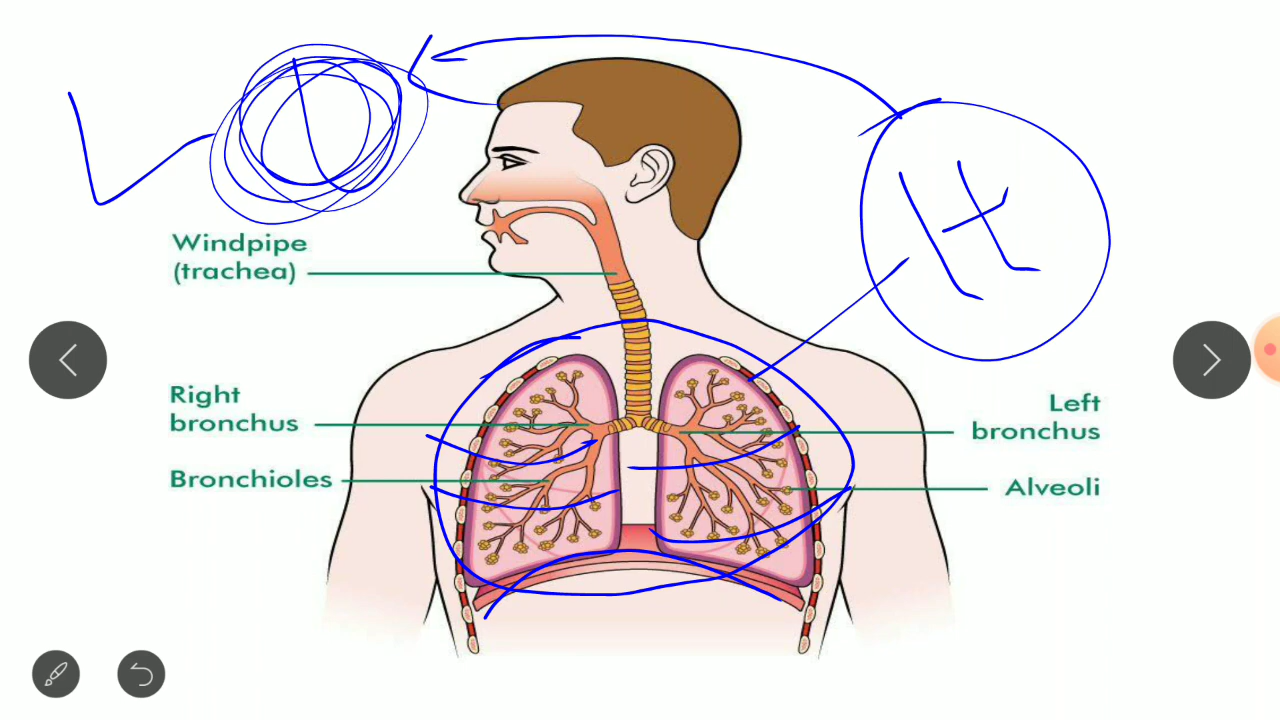 Windpipe
(trachea)
Right
bronchus
Bronchioles
Left
bronchus
Alveoli
H
L